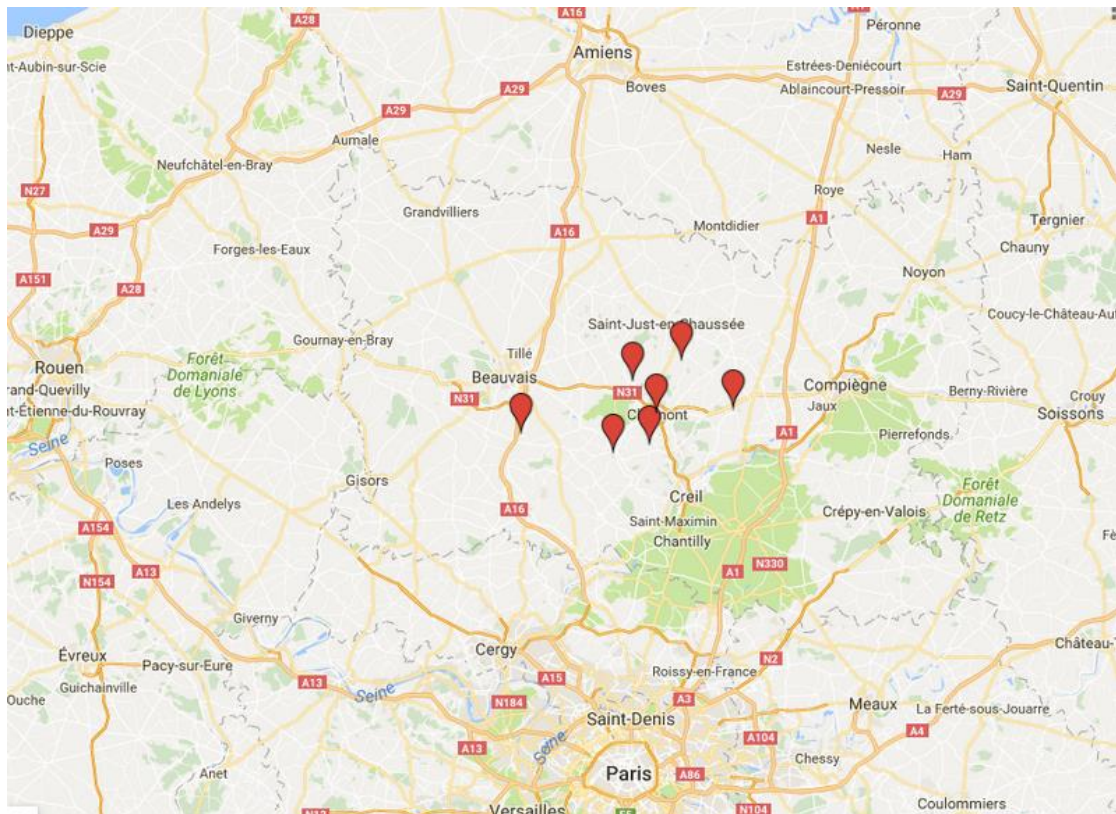 A28
A16
A1
Péronne
Dieppe
nt-Aubin-sur-Scie
Amiens
Estrées-Deniécourt
Boves
Ablaincourt-Pressoir
Saint-Quentin
A29
A29
A29
Aumale
Nesle
Ham
Neufchâtel-en-Bray
N27
Roye
Grandvilliers
Montdidier
A1
Tergnier
A29
A16
Forges-les-Eaux
Chauny
A151
A28
Noyon
Coucy-le-Château-Auf
Saint-Just-en-Chaussée
Gournay-en-Bray
Rouen
Tillé
Forêt
Domaniale
de Lyons
Beauvais
Compiègne
rand-Quevilly
N31
N31
Berny-Rivière
Crouy
nt-Étienne-du-Rouvray
Jaux
Soissons
A1
Pierrefonds
Seine
Poses
Gisors
Forêt
Domaniale
de Retz
Creil
Les Andelys
A16
Saint-Maximin
Crépy-en-Valois
A154
Chantilly
A13
N154
A1
N330
Giverny
Château-
Cergy
Évreux
Pacy-sur-Eure
N2
Roissy-en-France
A13
A15
Guichainville
Seine
A3
Ouche
N184
Meaux
La Ferté-sous-Jouarre
Saint-Denis
A13
Seine
A104
A4
Chessy
Anet
Paris
A86
Coulommiers
Versailles
N104